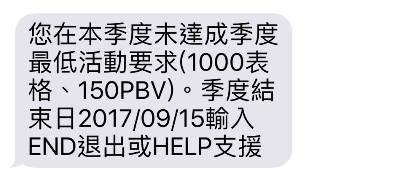 您在本季度未達成季度
最低活動要求(1000表
格、150PBV)。季度結
束日2017/09/15輸入
END退出或HELP支援